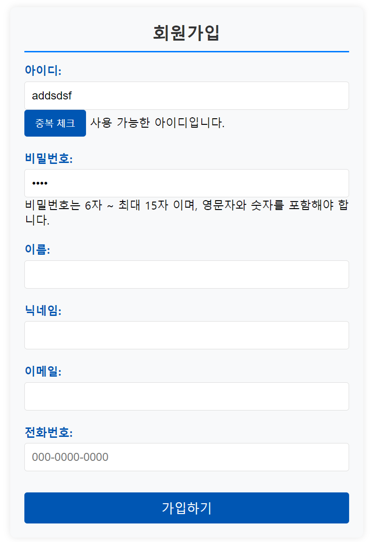 회원가입
아이디:
addsdsf
중복 체크 사용 가능한 아이디입니다.
비밀번호:
••••
비밀번호는 6자 ~ 최대 15자 이며, 영문자와 숫자를 포함해야 합
니다.
이름:
닉네임:
이메일:
전화번호:
000-0000-0000
가입하기